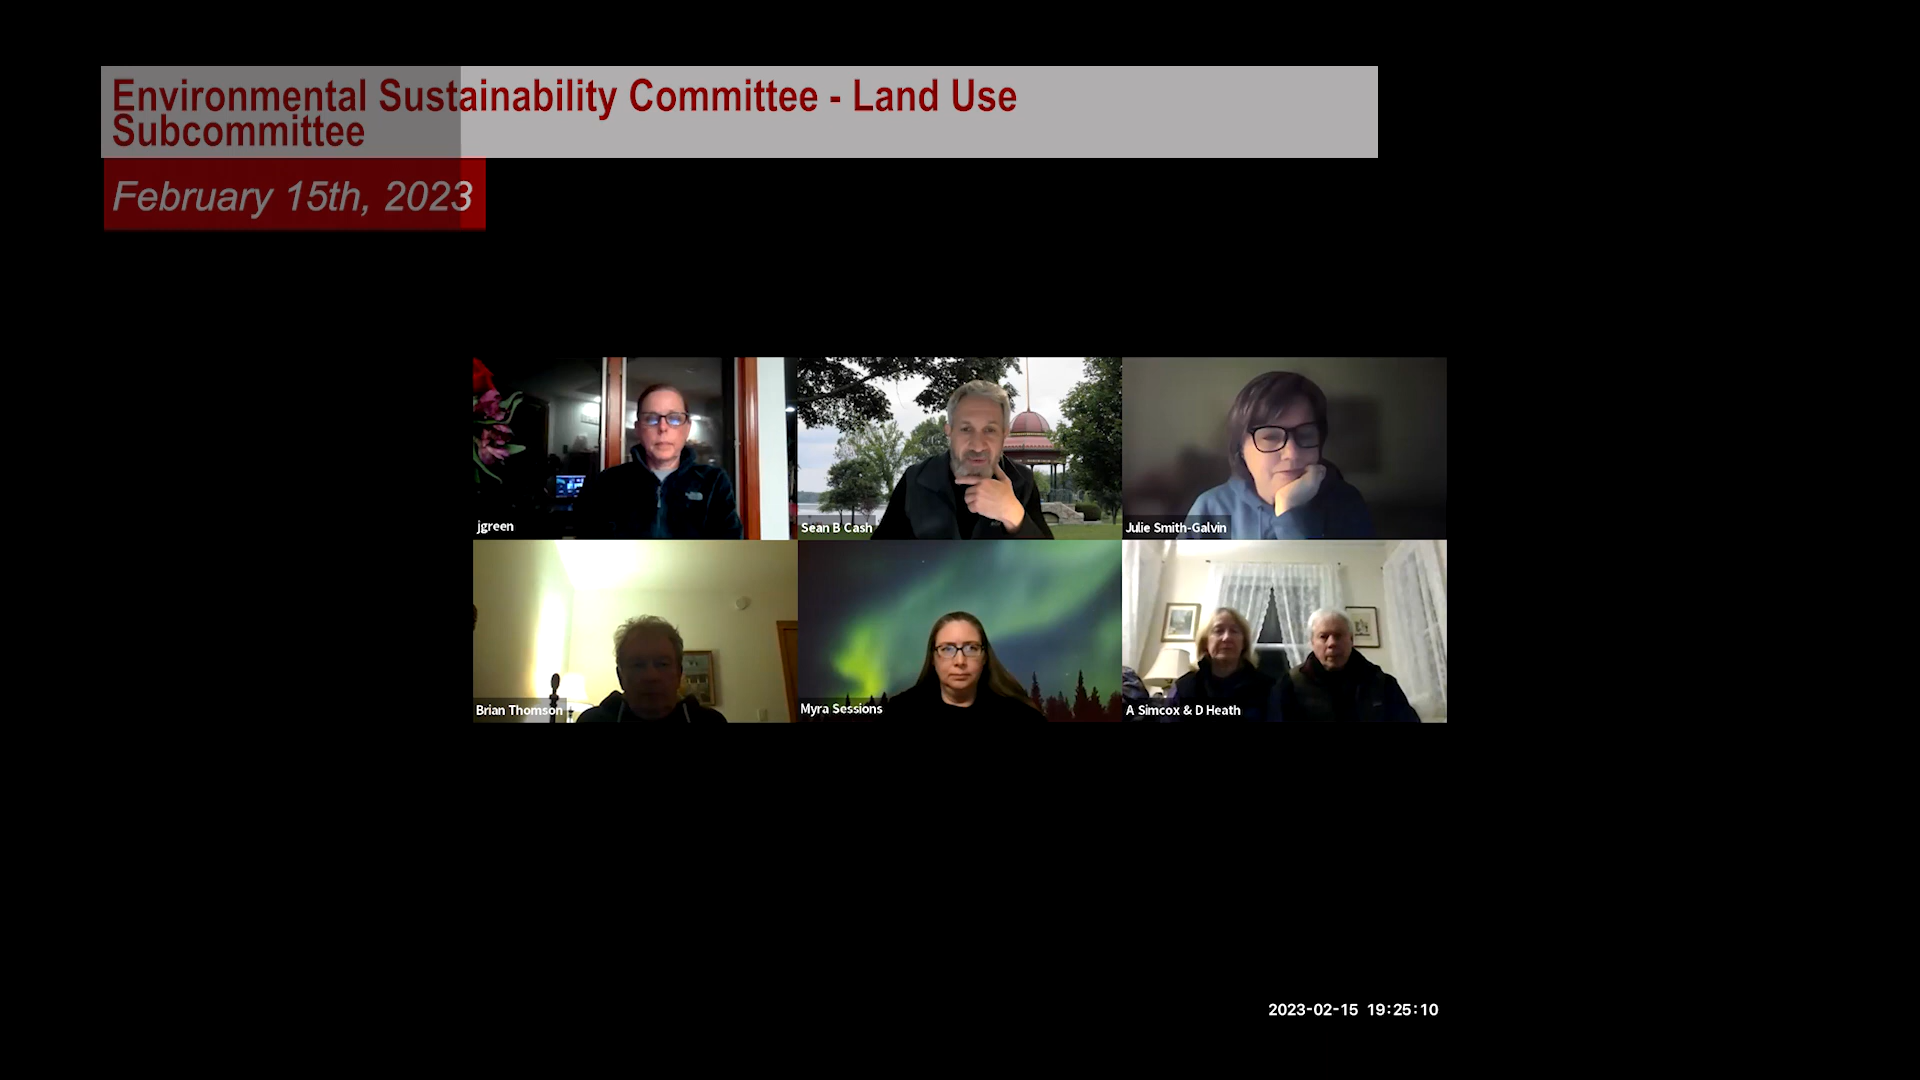 Environmental Sustainability Committee - Land Use
Subcommittee
February 15th, 2023
jgreen
Sean B Cash
Julie Smith-Galvin
Brian Thomson
Myra Sessions
A Simcox & D Heath
2023-02-15 19:25:10